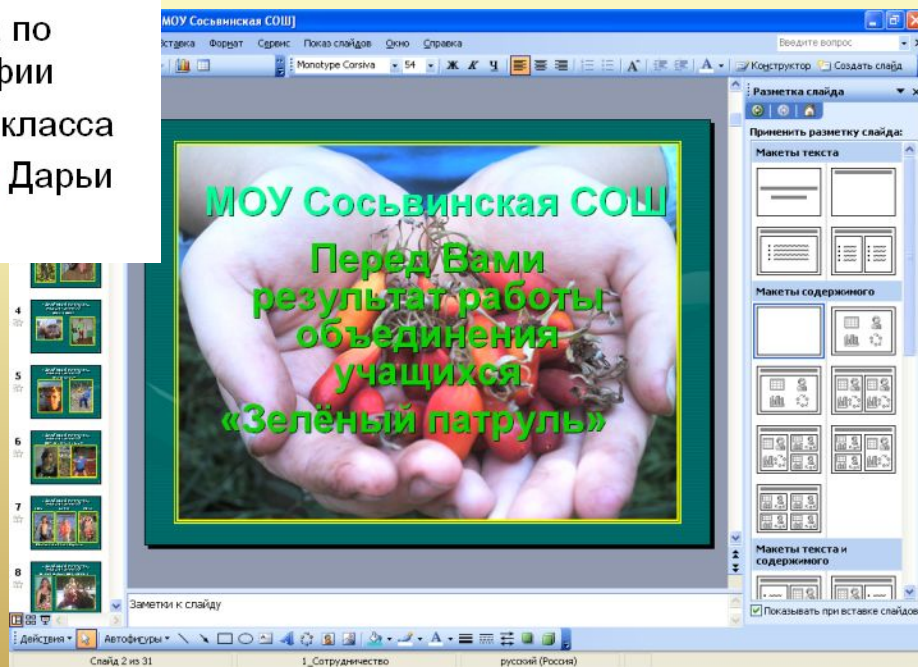 по
фии
класса
Дарьи
МОУ Сосьвинская СОШ]
Вставка Формат Сервис Показ слайдов Окно Справка
Введите вопрос
Monotype Corsiva 54 Ж К Ч
Конструктор Создать слайд
Разметка слайда
Применить разметку слайда:
Макеты текста
Макеты содержимого
Макеты текста и
содержимого
Показывать при вставке слайдов
4
5
6
7
8
МОУ Сосьвинская СОШ
Перед Вами
результат работы
объединения
учащихся
«Зелёный патруль»
Заметки к слайду
Действия Автофигуры
Слайд 2 из 31
1_Сотрудничество
русский (Россия)